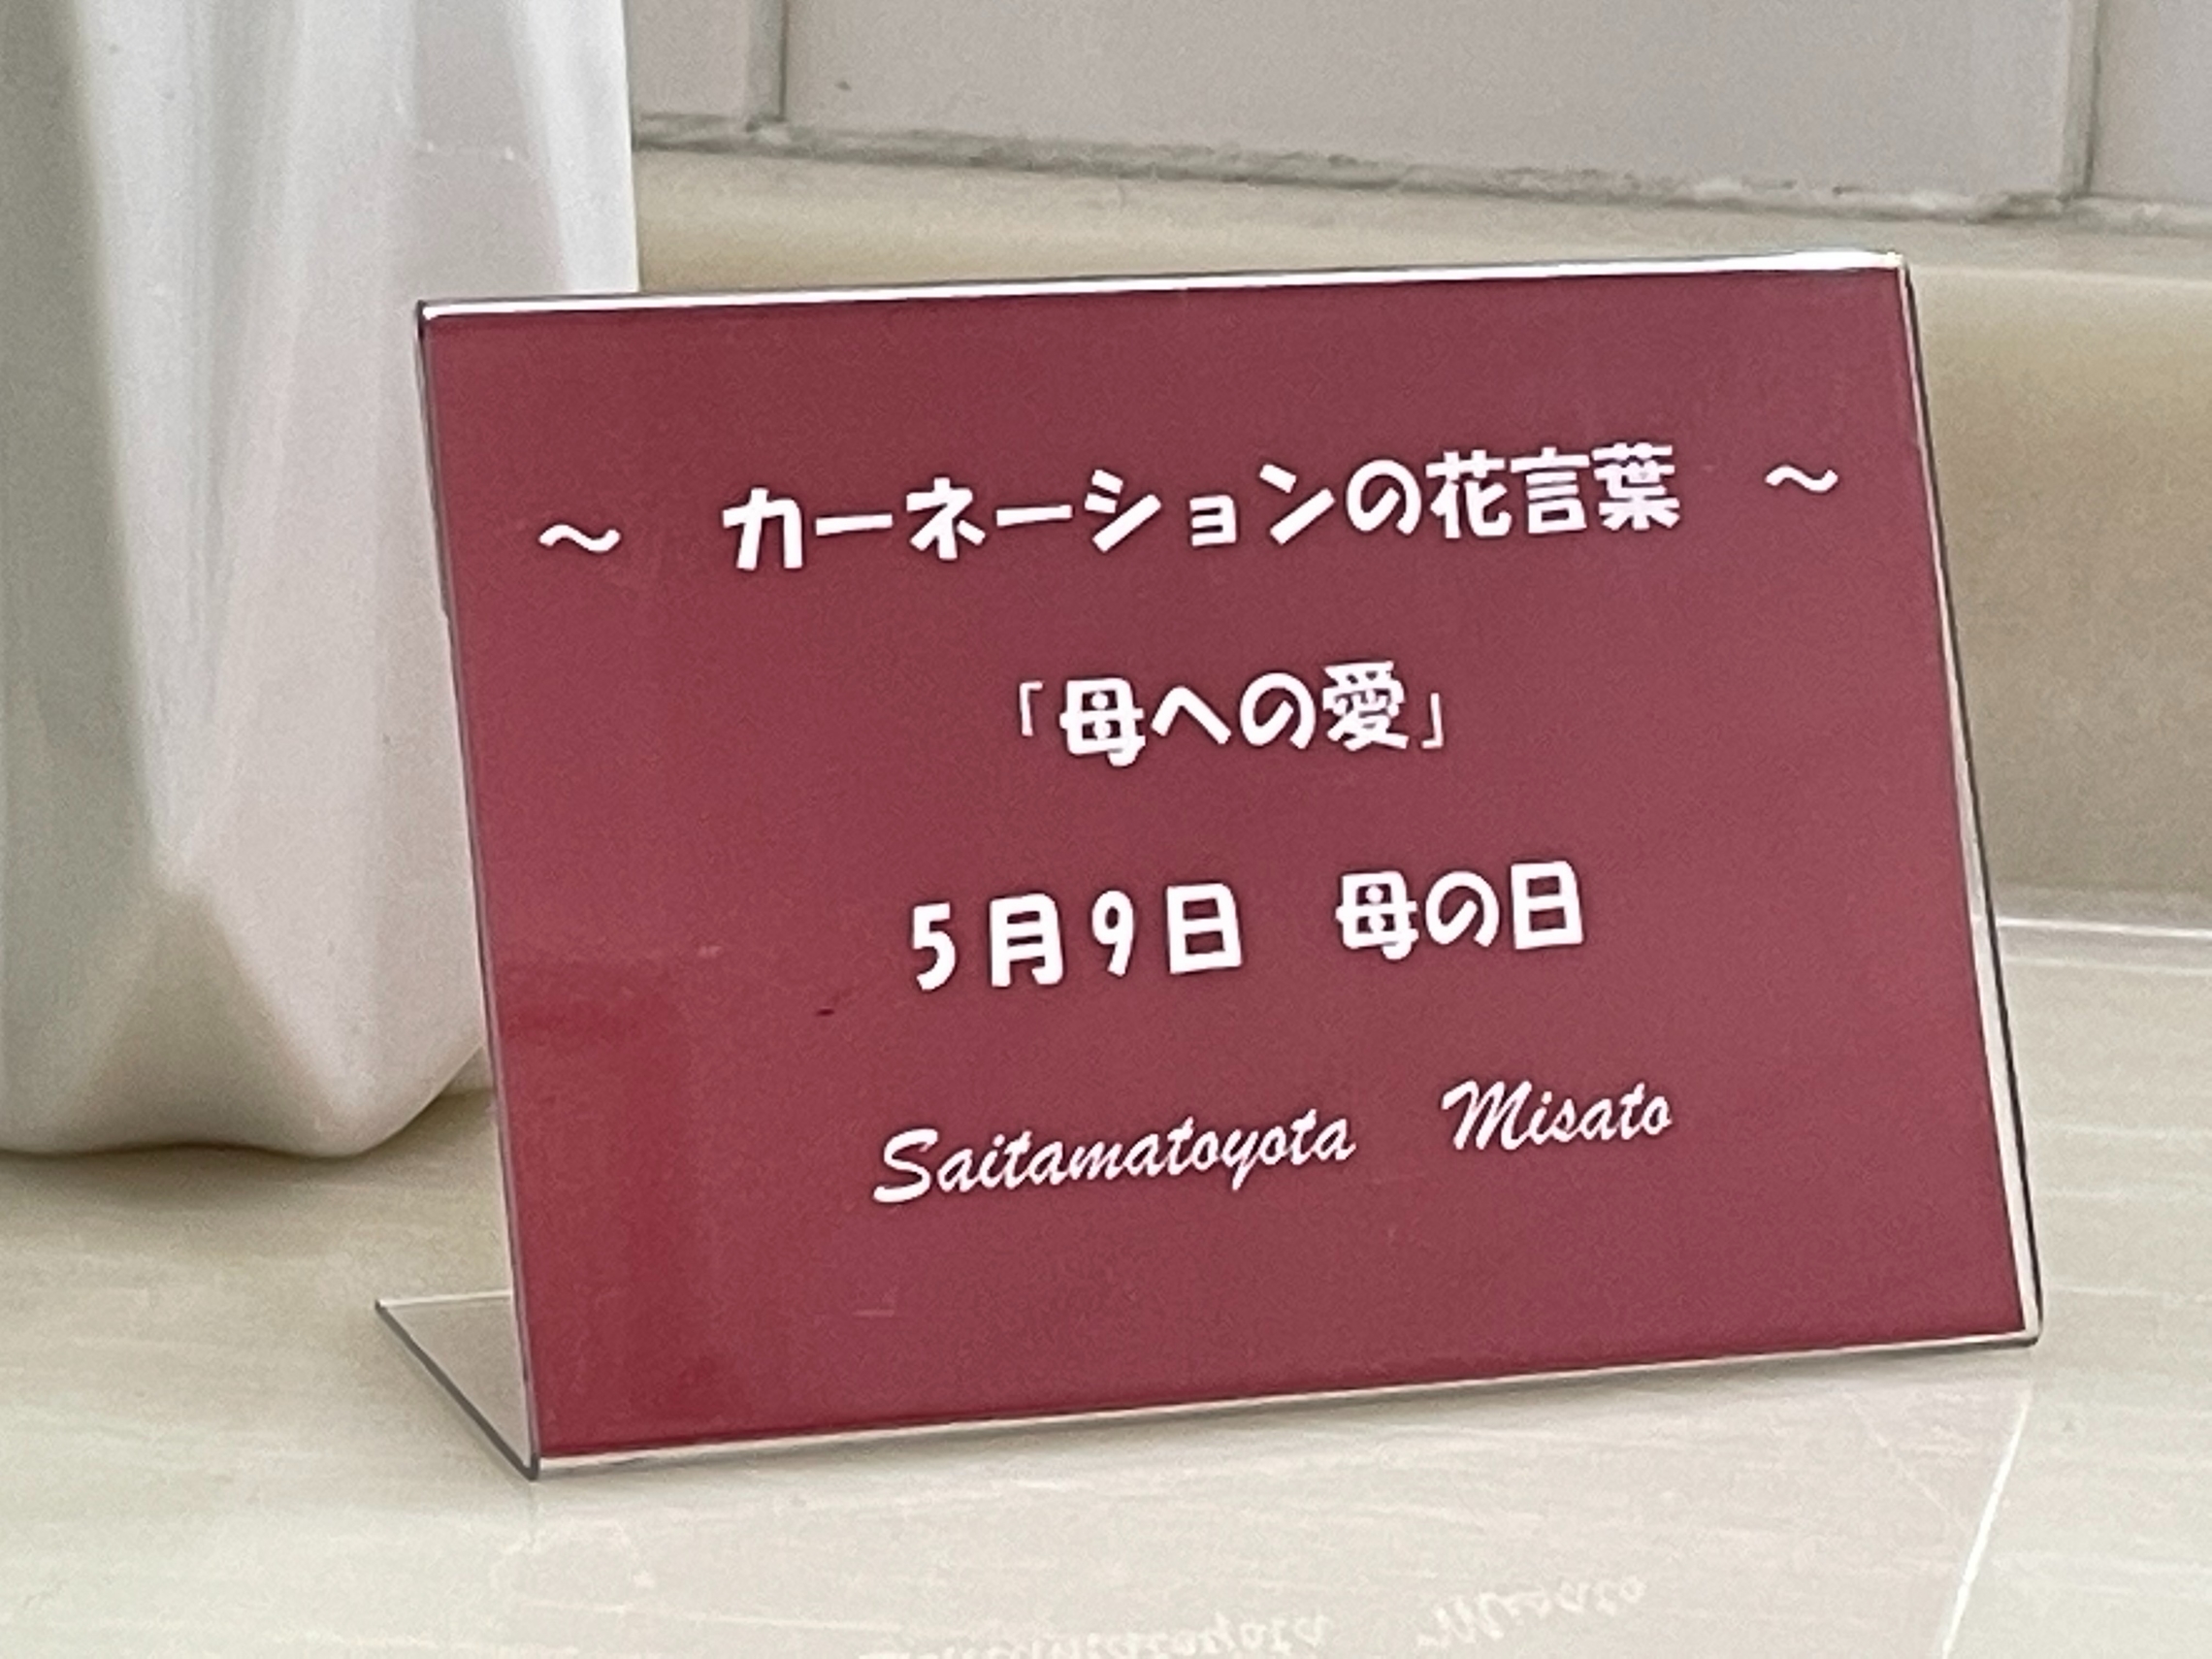 ～　カーネーションの花言葉　～
「母への愛」
5月9日　母の日
Saitamatoyota　Misato